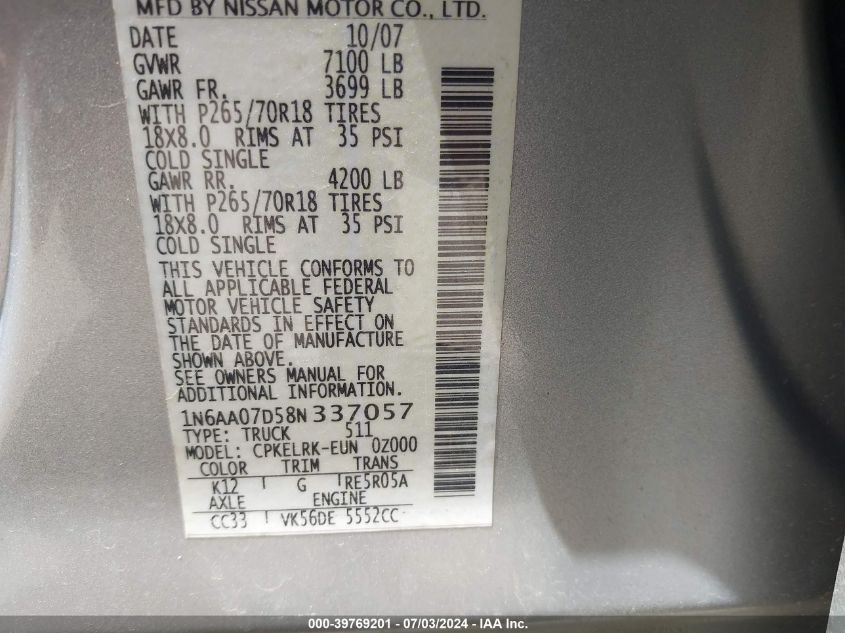 MFD BY NISSAN MOTOR CO., LTD.
DATE 10/07
GVWR 7100 LB
GAWR FR. 3699 LB
WITH P265/70R18 TIRES
18X8.0 RIMS AT 35 PSI
COLD SINGLE
GAWR RR. 4200 LB
WITH P265/70R18 TIRES
18X8.0 RIMS AT 35 PSI
COLD SINGLE
THIS VEHICLE CONFORMS TO
ALL APPLICABLE FEDERAL
MOTOR VEHICLE SAFETY
STANDARDS IN EFFECT ON
THE DATE OF MANUFACTURE
SHOWN ABOVE.
SEE OWNERS MANUAL FOR
ADDITIONAL INFORMATION.
1N6AA07D58N337057
TYPE: TRUCK 511
MODEL: CPKELRK-EUN 0Z000
COLOR TRIM TRANS
K12 G RE5R05A
AXLE ENGINE
CC33 VK56DE 5552CC
000-39769201 - 07/03/2024 - IAA Inc.